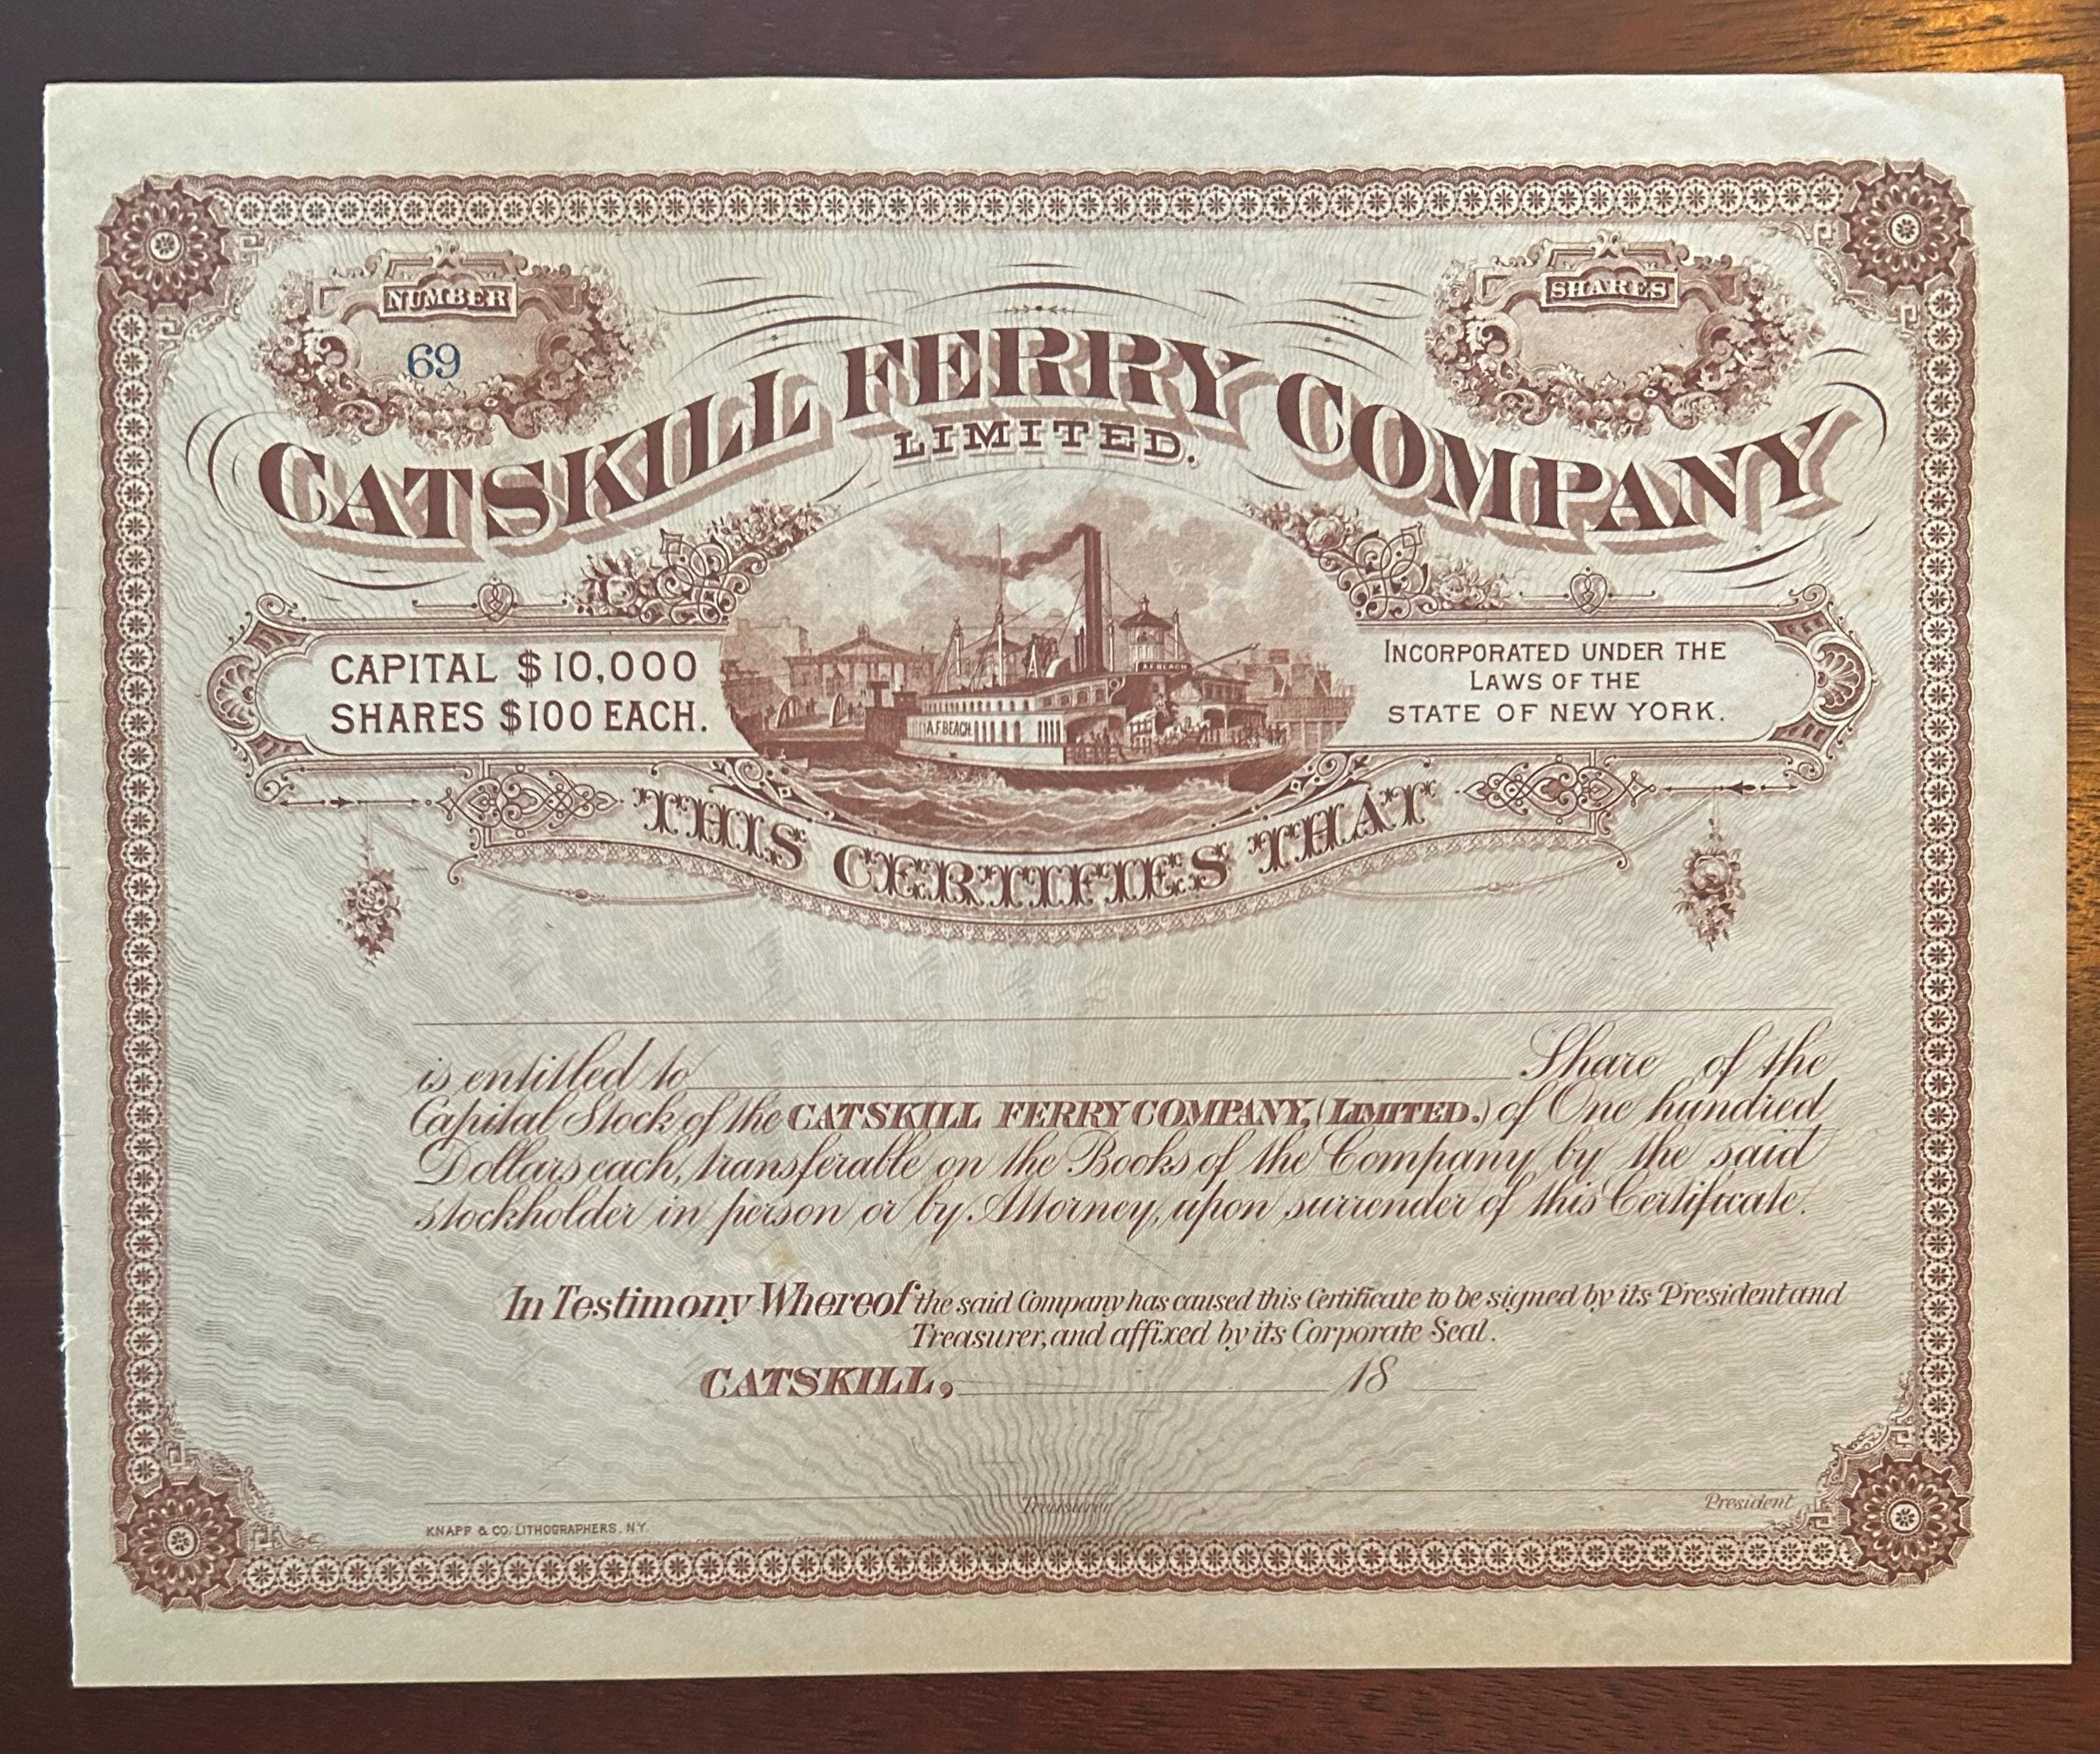 NUMBER
69
SHARES
CATSKILL FERRY COMPANY
LIMITED.
CAPITAL $10,000
SHARES $100 EACH.
A.F.BEACH
A.F.BEACH.
INCORPORATED UNDER THE
LAWS OF THE
STATE OF NEW YORK.
THIS CERTIFIES THAT
is entitled to Share of the
Capital Stock of the CATSKILL FERRY COMPANY, (LIMITED.) of One hundred
Dollars each, transferable on the Books of the Company by the said
stockholder in person or by Attorney, upon surrender of this Certificate.
In Testimony Whereof the said Company has caused this Certificate to be signed by its President and
Treasurer, and affixed by its Corporate Seal.
CATSKILL, 18
Treasurer
President
KNAPP & CO. LITHOGRAPHERS, N.Y.